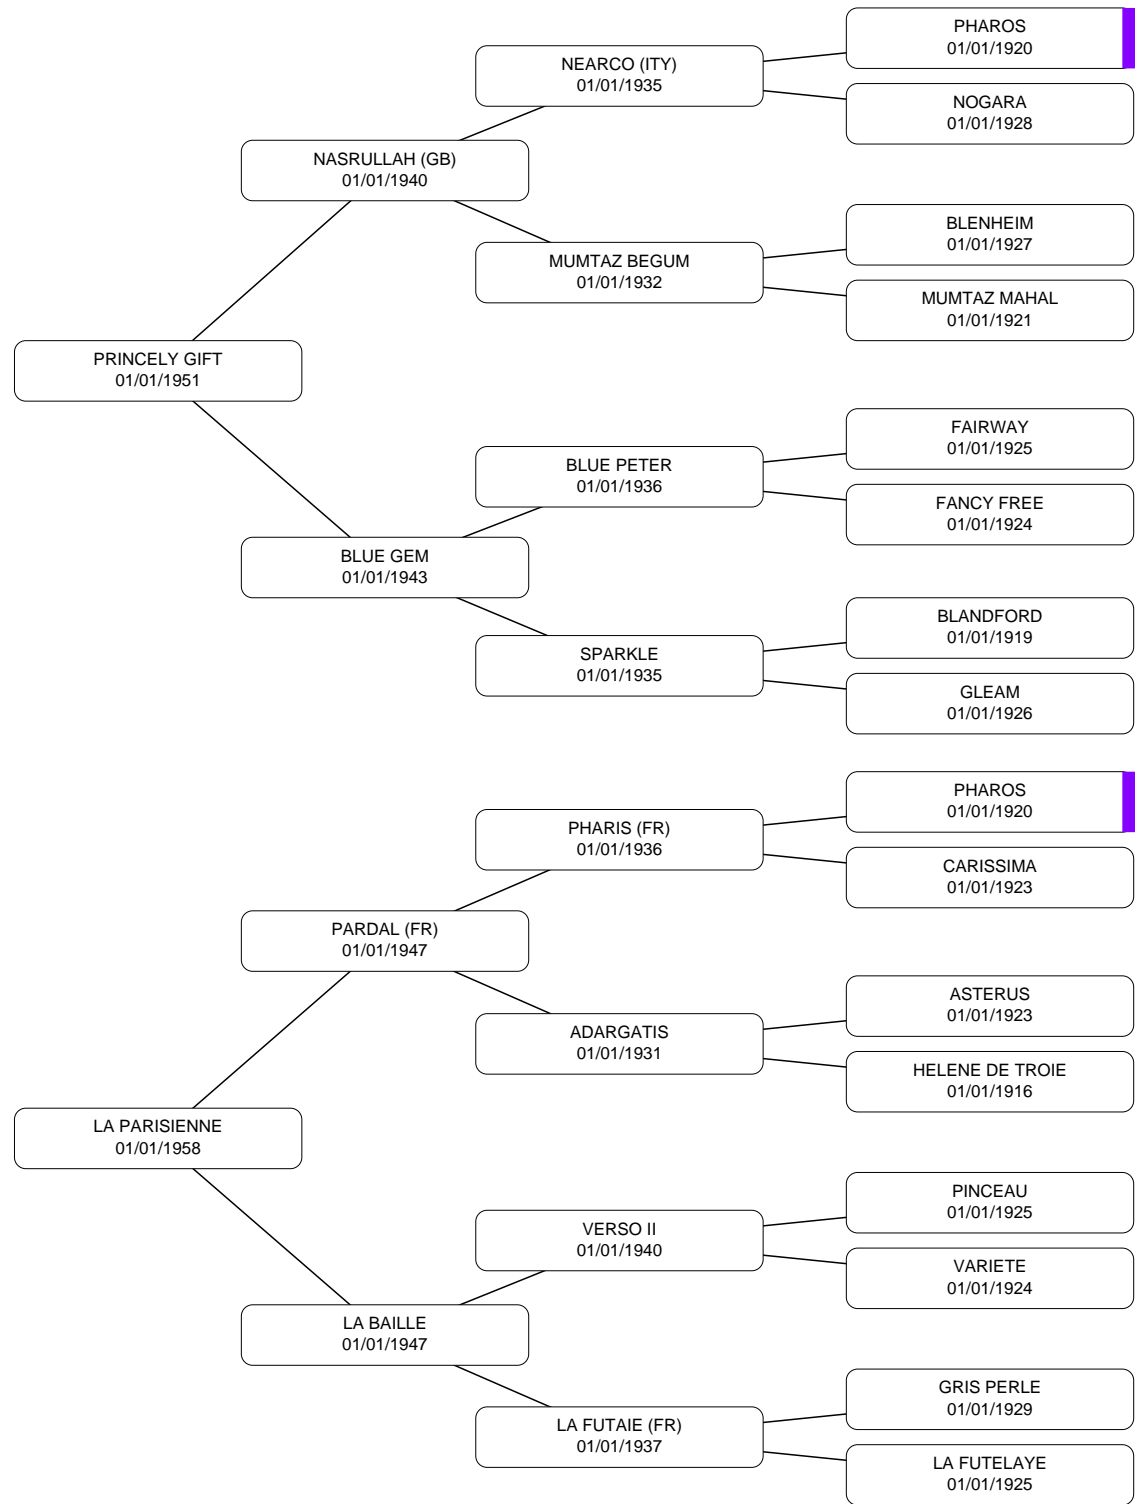 PHAROS
01/01/1920
NEARCO (ITY)
01/01/1935
NOGARA
01/01/1928
NASRULLAH (GB)
01/01/1940
BLENHEIM
01/01/1927
MUMTAZ BEGUM
01/01/1932
MUMTAZ MAHAL
01/01/1921
PRINCELY GIFT
01/01/1951
FAIRWAY
01/01/1925
BLUE PETER
01/01/1936
FANCY FREE
01/01/1924
BLUE GEM
01/01/1943
BLANDFORD
01/01/1919
SPARKLE
01/01/1935
GLEAM
01/01/1926
PHAROS
01/01/1920
PHARIS (FR)
01/01/1936
CARISSIMA
01/01/1923
PARDAL (FR)
01/01/1947
ASTERUS
01/01/1923
ADARGATIS
01/01/1931
HELENE DE TROIE
01/01/1916
LA PARISIENNE
01/01/1958
PINCEAU
01/01/1925
VERSO II
01/01/1940
VARIETE
01/01/1924
LA BAILLE
01/01/1947
GRIS PERLE
01/01/1929
LA FUTAIE (FR)
01/01/1937
LA FUTELAYE
01/01/1925